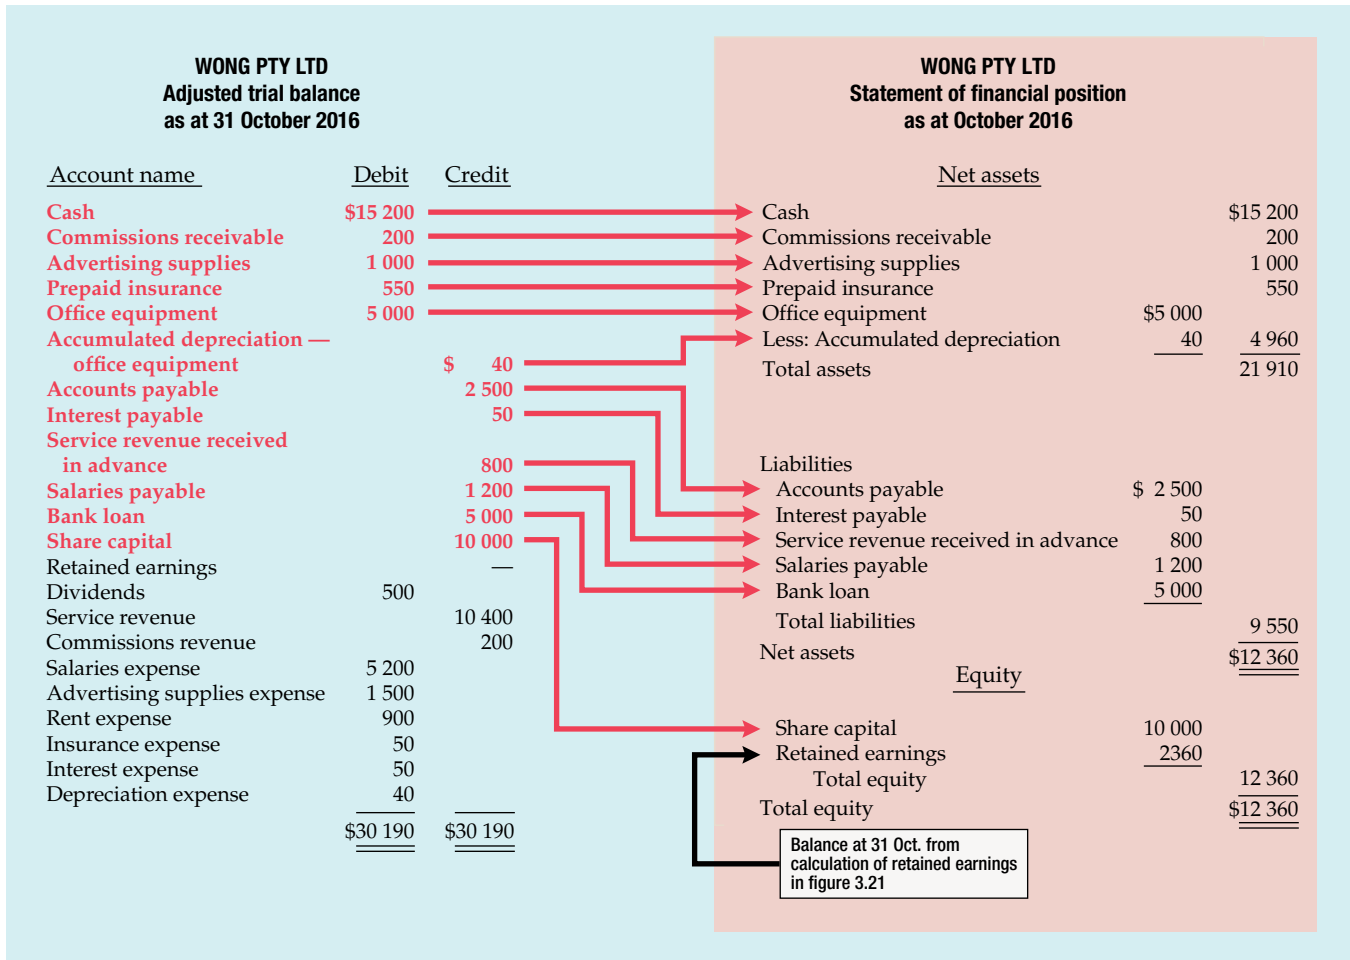 WONG PTY LTD
Adjusted trial balance
as at 31 October 2016
Account name Debit Credit
Cash $15 200
Commissions receivable 200
Advertising supplies 1 000
Prepaid insurance 550
Office equipment 5 000
Accumulated depreciation —
office equipment $ 40
Accounts payable 2 500
Interest payable 50
Service revenue received
in advance 800
Salaries payable 1 200
Bank loan 5 000
Share capital 10 000
Retained earnings —
Dividends 500
Service revenue 10 400
Commissions revenue 200
Salaries expense 5 200
Advertising supplies expense 1 500
Rent expense 900
Insurance expense 50
Interest expense 50
Depreciation expense 40
$30 190 $30 190
WONG PTY LTD
Statement of financial position
as at October 2016
Net assets
Cash $15 200
Commissions receivable 200
Advertising supplies 1 000
Prepaid insurance 550
Office equipment $5 000
Less: Accumulated depreciation 40 4 960
Total assets 21 910
Liabilities
Accounts payable $ 2 500
Interest payable 50
Service revenue received in advance 800
Salaries payable 1 200
Bank loan 5 000
Total liabilities 9 550
Net assets $12 360
Equity
Share capital 10 000
Retained earnings 2360
Total equity 12 360
Total equity $12 360
Balance at 31 Oct. from
calculation of retained earnings
in figure 3.21